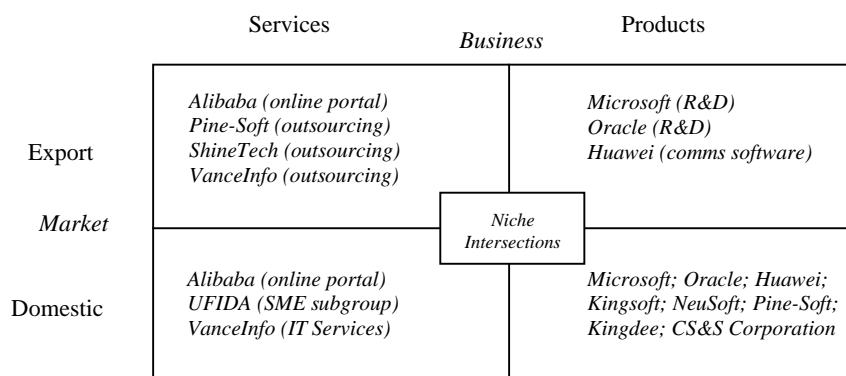 Services
Business
Products
Export
Alibaba (online portal)
Pine-Soft (outsourcing)
ShineTech (outsourcing)
VanceInfo (outsourcing)
Microsoft (R&D)
Oracle (R&D)
Huawei (comms software)
Market
Niche
Intersections
Domestic
Alibaba (online portal)
UFIDA (SME subgroup)
VanceInfo (IT Services)
Microsoft; Oracle; Huawei;
Kingsoft; NeuSoft; Pine-Soft;
Kingdee; CS&S Corporation